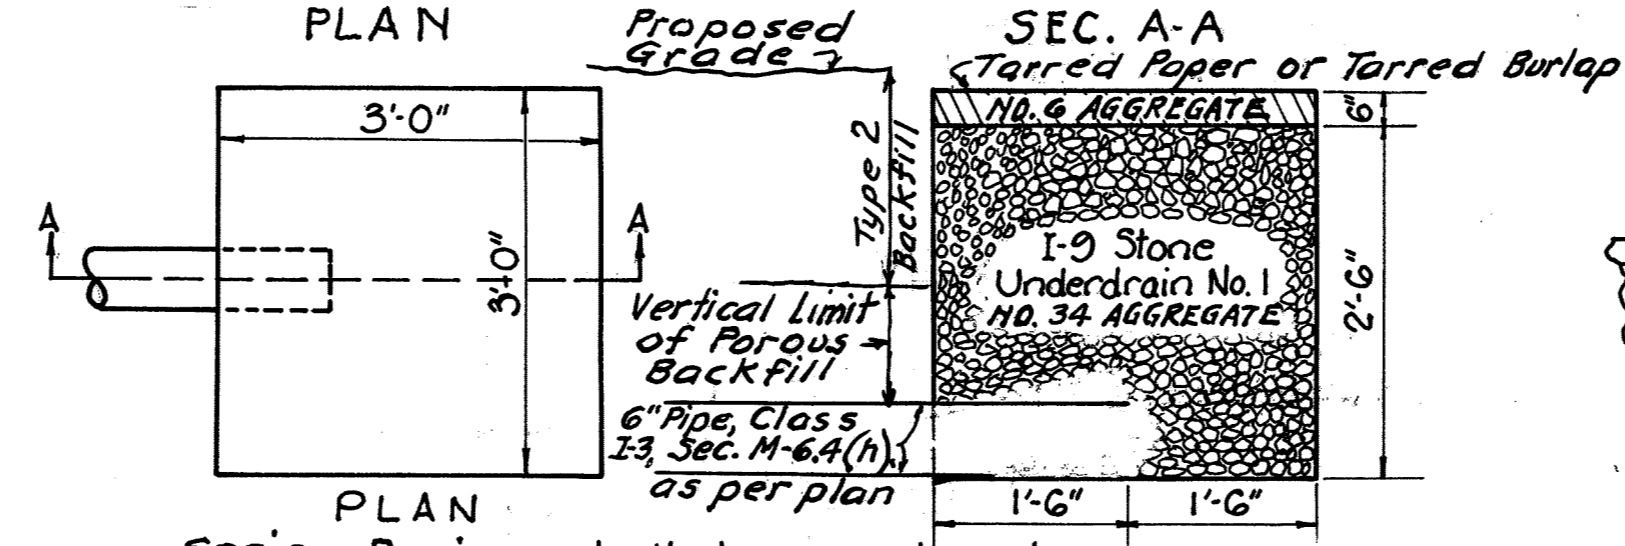 PLAN
Proposed
Grade
SEC. A-A
Tarred Paper or Tarred Burlap
3'-0"
NO. 6 AGGREGATE
6"
Type 2
Backfill
A
A
3'-0"
I-9 Stone
Underdrain No. 1
NO. 34 AGGREGATE
2'-6"
Vertical Limit
of Porous
Backfill
6" Pipe, Class
I-3, Sec. M-6.4(h)
as per plan
1'-6"
1'-6"
PLAN